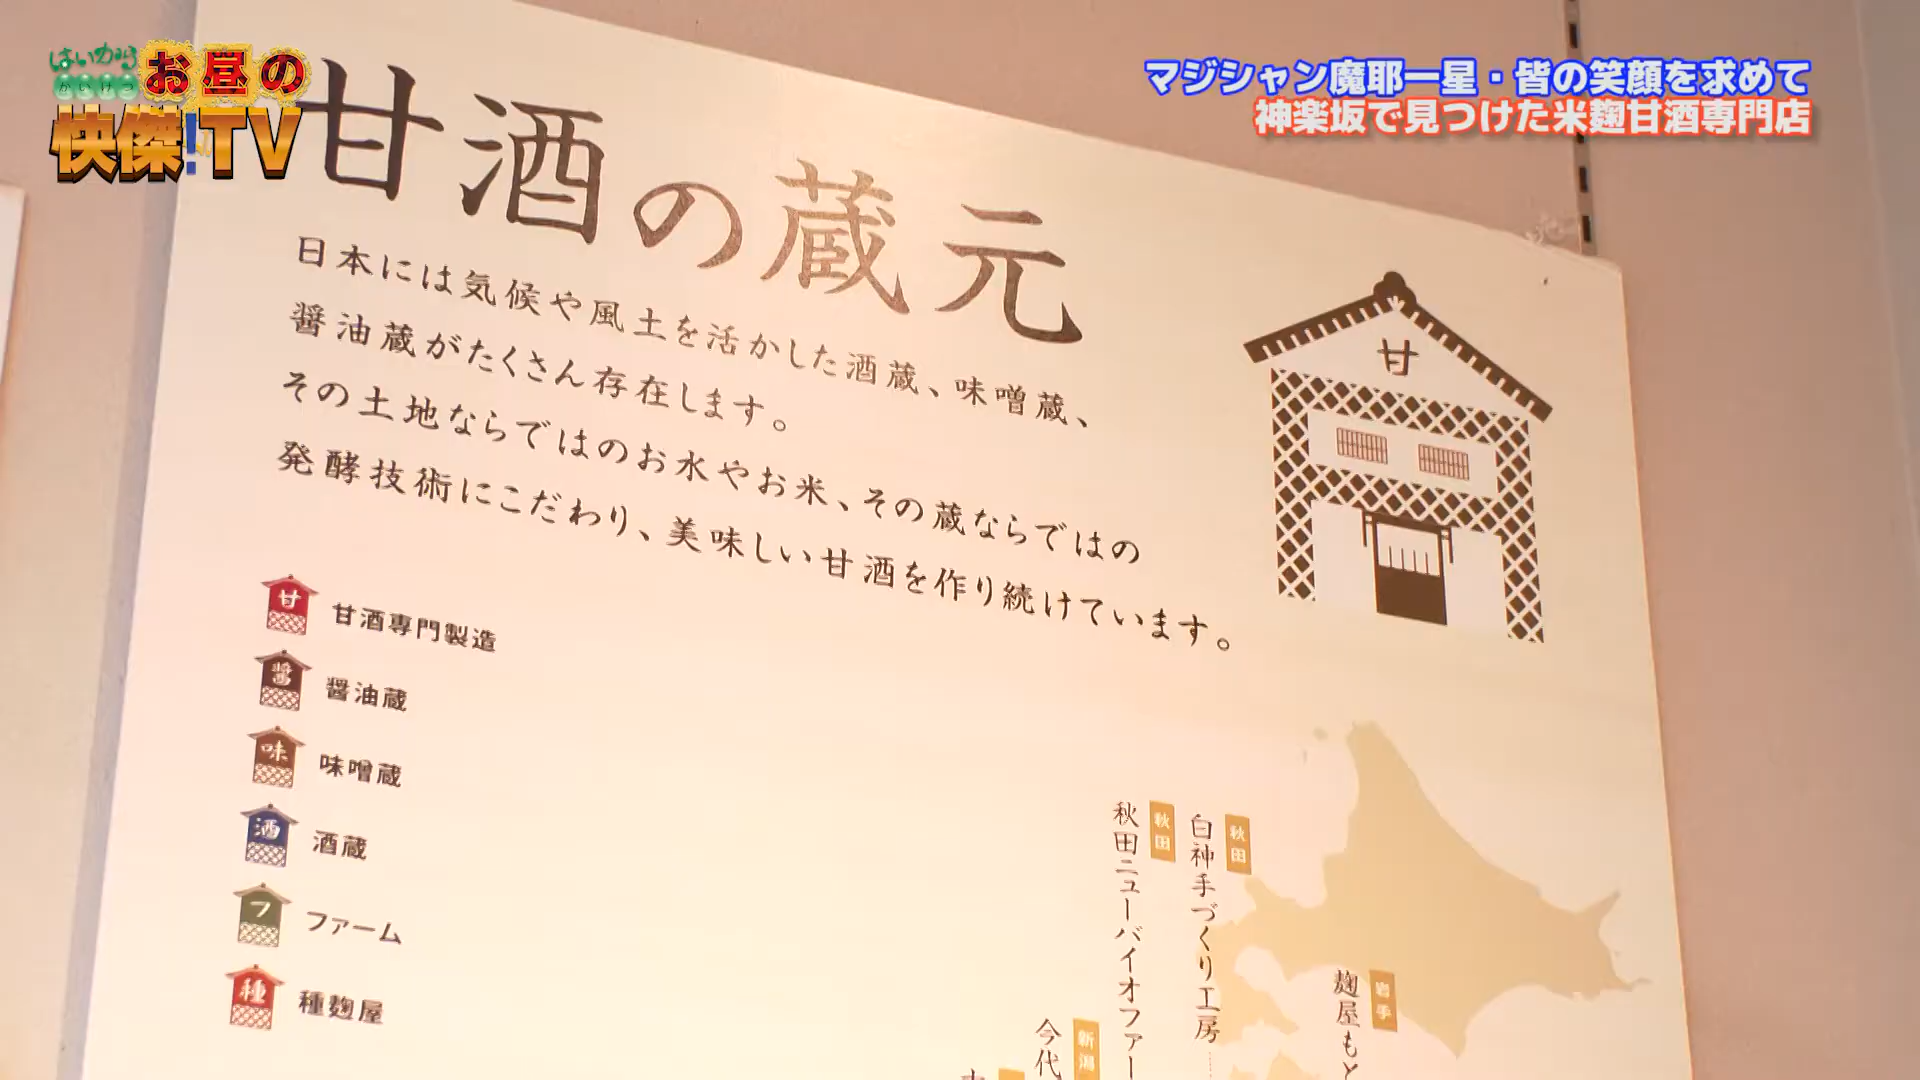 はいからお昼の
かいけつ
快傑!TV
マジシャン魔耶一星・皆の笑顔を求めて
神楽坂で見つけた米麹甘酒専門店
甘酒の蔵元
日本には気候や風土を活かした酒蔵、味噌蔵、
醤油蔵がたくさん存在します。
その土地ならではのお水やお米、その蔵ならではの
発酵技術にこだわり、美味しい甘酒を作り続けています。
甘
甘 甘酒専門製造
醤 醤油蔵
味 味噌蔵
酒 酒蔵
フ ファーム
種 種麹屋
岩手
麹屋もと
秋田
白神手づくり工房
秋田
秋田ニューバイオファー
新潟
今代